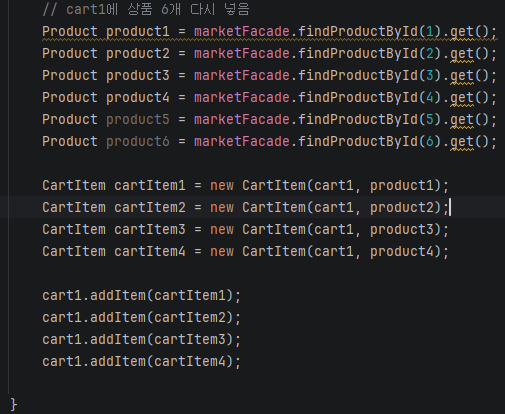 // cart1에 상품 6개 다시 넣음
Product product1 = marketFacade.findProductById(1).get();
Product product2 = marketFacade.findProductById(2).get();
Product product3 = marketFacade.findProductById(3).get();
Product product4 = marketFacade.findProductById(4).get();
Product product5 = marketFacade.findProductById(5).get();
Product product6 = marketFacade.findProductById(6).get();
CartItem cartItem1 = new CartItem(cart1, product1);
CartItem cartItem2 = new CartItem(cart1, product2);
CartItem cartItem3 = new CartItem(cart1, product3);
CartItem cartItem4 = new CartItem(cart1, product4);
cart1.addItem(cartItem1);
cart1.addItem(cartItem2);
cart1.addItem(cartItem3);
cart1.addItem(cartItem4);
}